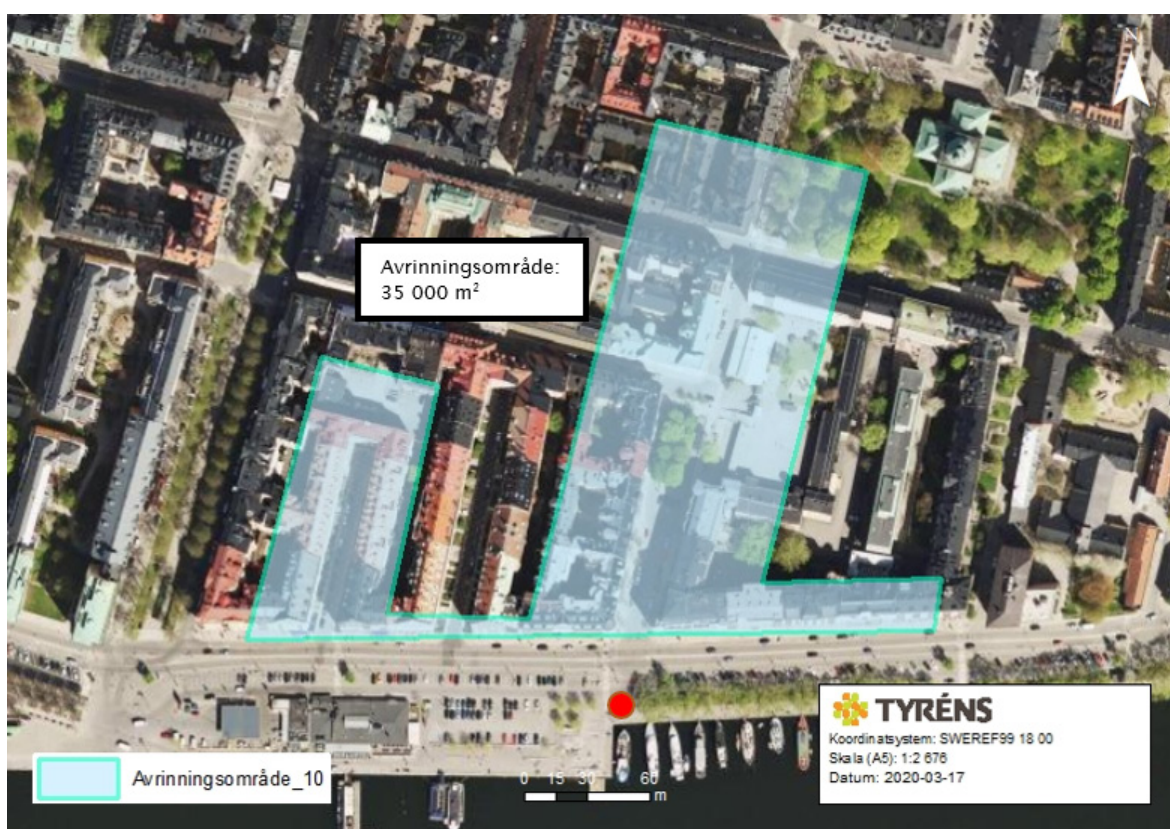 N
Avrinningsområde:
35 000 m²
TYRÉNS
Koordinatsystem: SWEREF99 18 00
Skala (A5): 1:2 676
Datum: 2020-03-17
Avrinningsområde_10
0 15 30 60
m